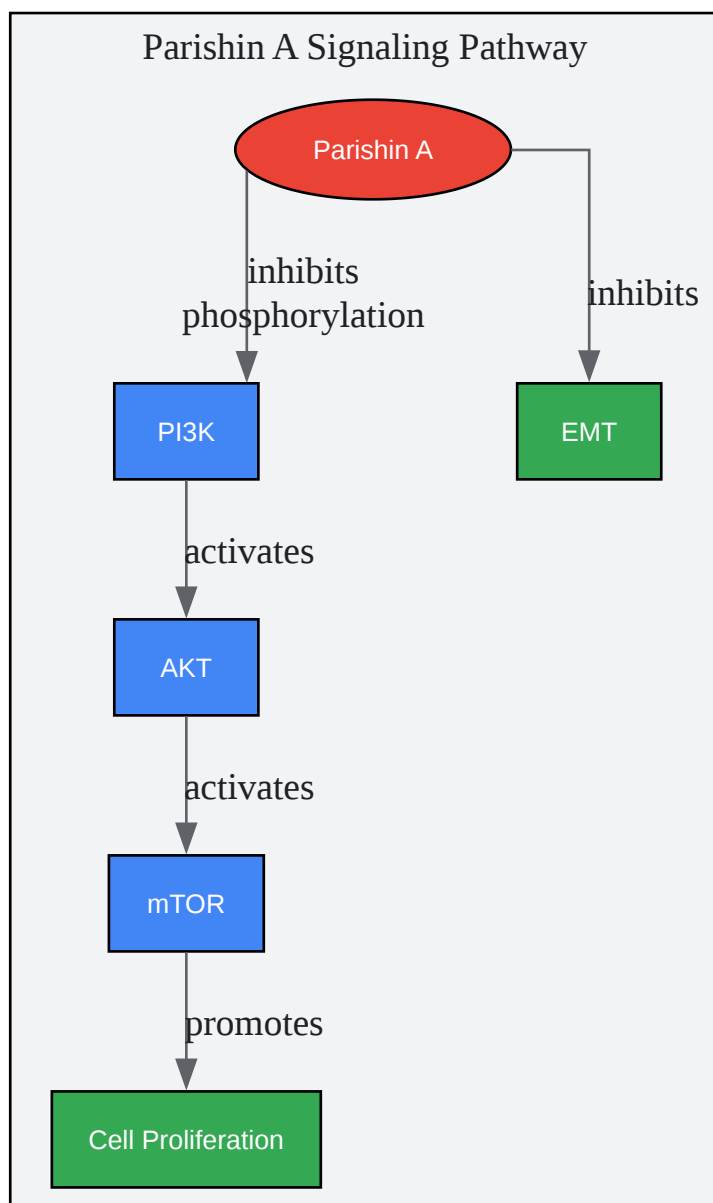 Parishin A Signaling Pathway
Parishin A
inhibits
phosphorylation
inhibits
PI3K
EMT
activates
AKT
activates
mTOR
promotes
Cell Proliferation